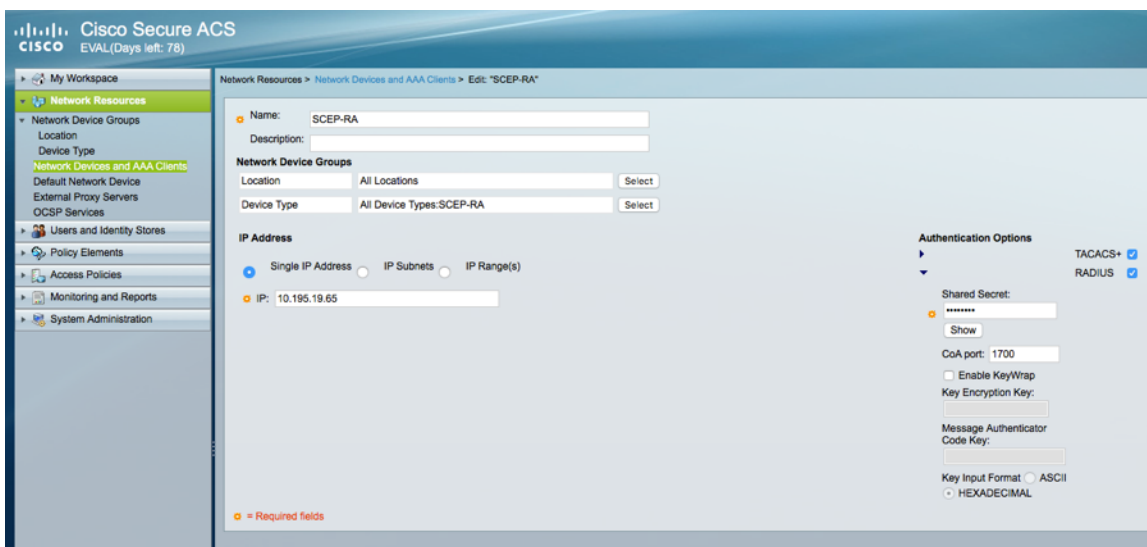 Cisco Secure ACS
CISCO
EVAL(Days left: 78)
My Workspace
Network Resources
Network Device Groups
Location
Device Type
Network Devices and AAA Clients
Default Network Device
External Proxy Servers
OCSP Services
Users and Identity Stores
Policy Elements
Access Policies
Monitoring and Reports
System Administration
Network Resources > Network Devices and AAA Clients > Edit: "SCEP-RA"
Name: SCEP-RA
Description:
Network Device Groups
Location All Locations Select
Device Type All Device Types:SCEP-RA Select
IP Address
Single IP Address IP Subnets IP Range(s)
IP: 10.195.19.65
Authentication Options
TACACS+
RADIUS
Shared Secret:
••••••••
Show
CoA port: 1700
Enable KeyWrap
Key Encryption Key:
Message Authenticator
Code Key:
Key Input Format ASCII
HEXADECIMAL
= Required fields